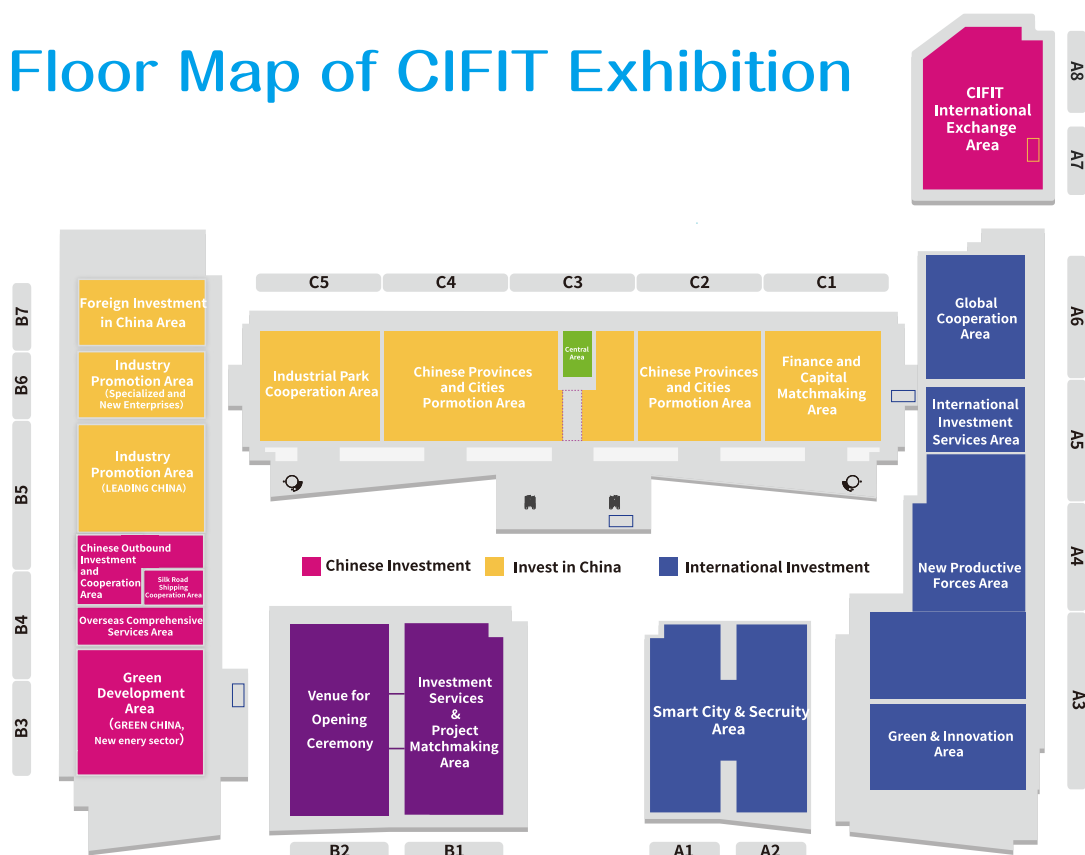 Floor Map of CIFIT Exhibition
A8
CIFIT
International
Exchange
Area
A7
C5
C4
C3
C2
C1
B7
Foreign Investment
in China Area
B6
Industry
Promotion Area
(Specialized and
New Enterprises)
B5
Industry
Promotion Area
(LEADING CHINA)
Chinese Outbound
Investment
and
Cooperation
Area
Silk Road
Shipping
Cooperation Area
B4
Overseas Comprehensive
Services Area
B3
Green
Development
Area
(GREEN CHINA,
New enery sector)
Industrial Park
Cooperation Area
Chinese Provinces
and Cities
Pormotion Area
Central
Area
Chinese Provinces
and Cities
Pormotion Area
Finance and
Capital
Matchmaking
Area
Global
Cooperation
Area
A6
International
Investment
Services Area
A5
New Productive
Forces Area
A4
A3
Green & Innovation
Area
Chinese Investment
Invest in China
International Investment
Venue for
Opening
Ceremony
Investment
Services
&
Project
Matchmaking
Area
Smart City & Secruity
Area
B2
B1
A1
A2